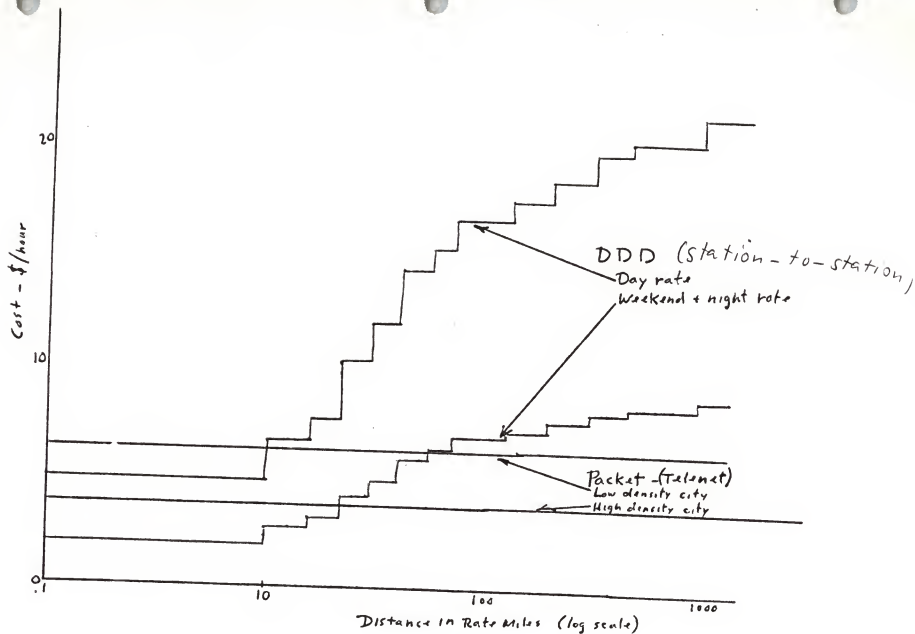 20
10
0
Cost - $/hour
DDD (station-to-station)
Day rate
Weekend + night rate
Packet - (Telenet)
Low density city
High density city
.1
10
100
1000
Distance in Rate Miles (log scale)